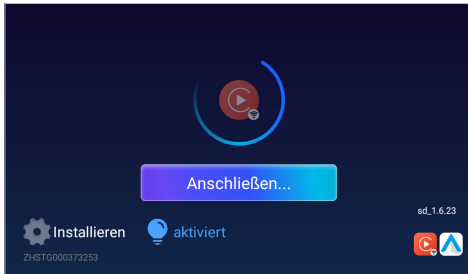 Anschließen...
sd_1.6.23
Installieren
aktiviert
ZHSTG000373253